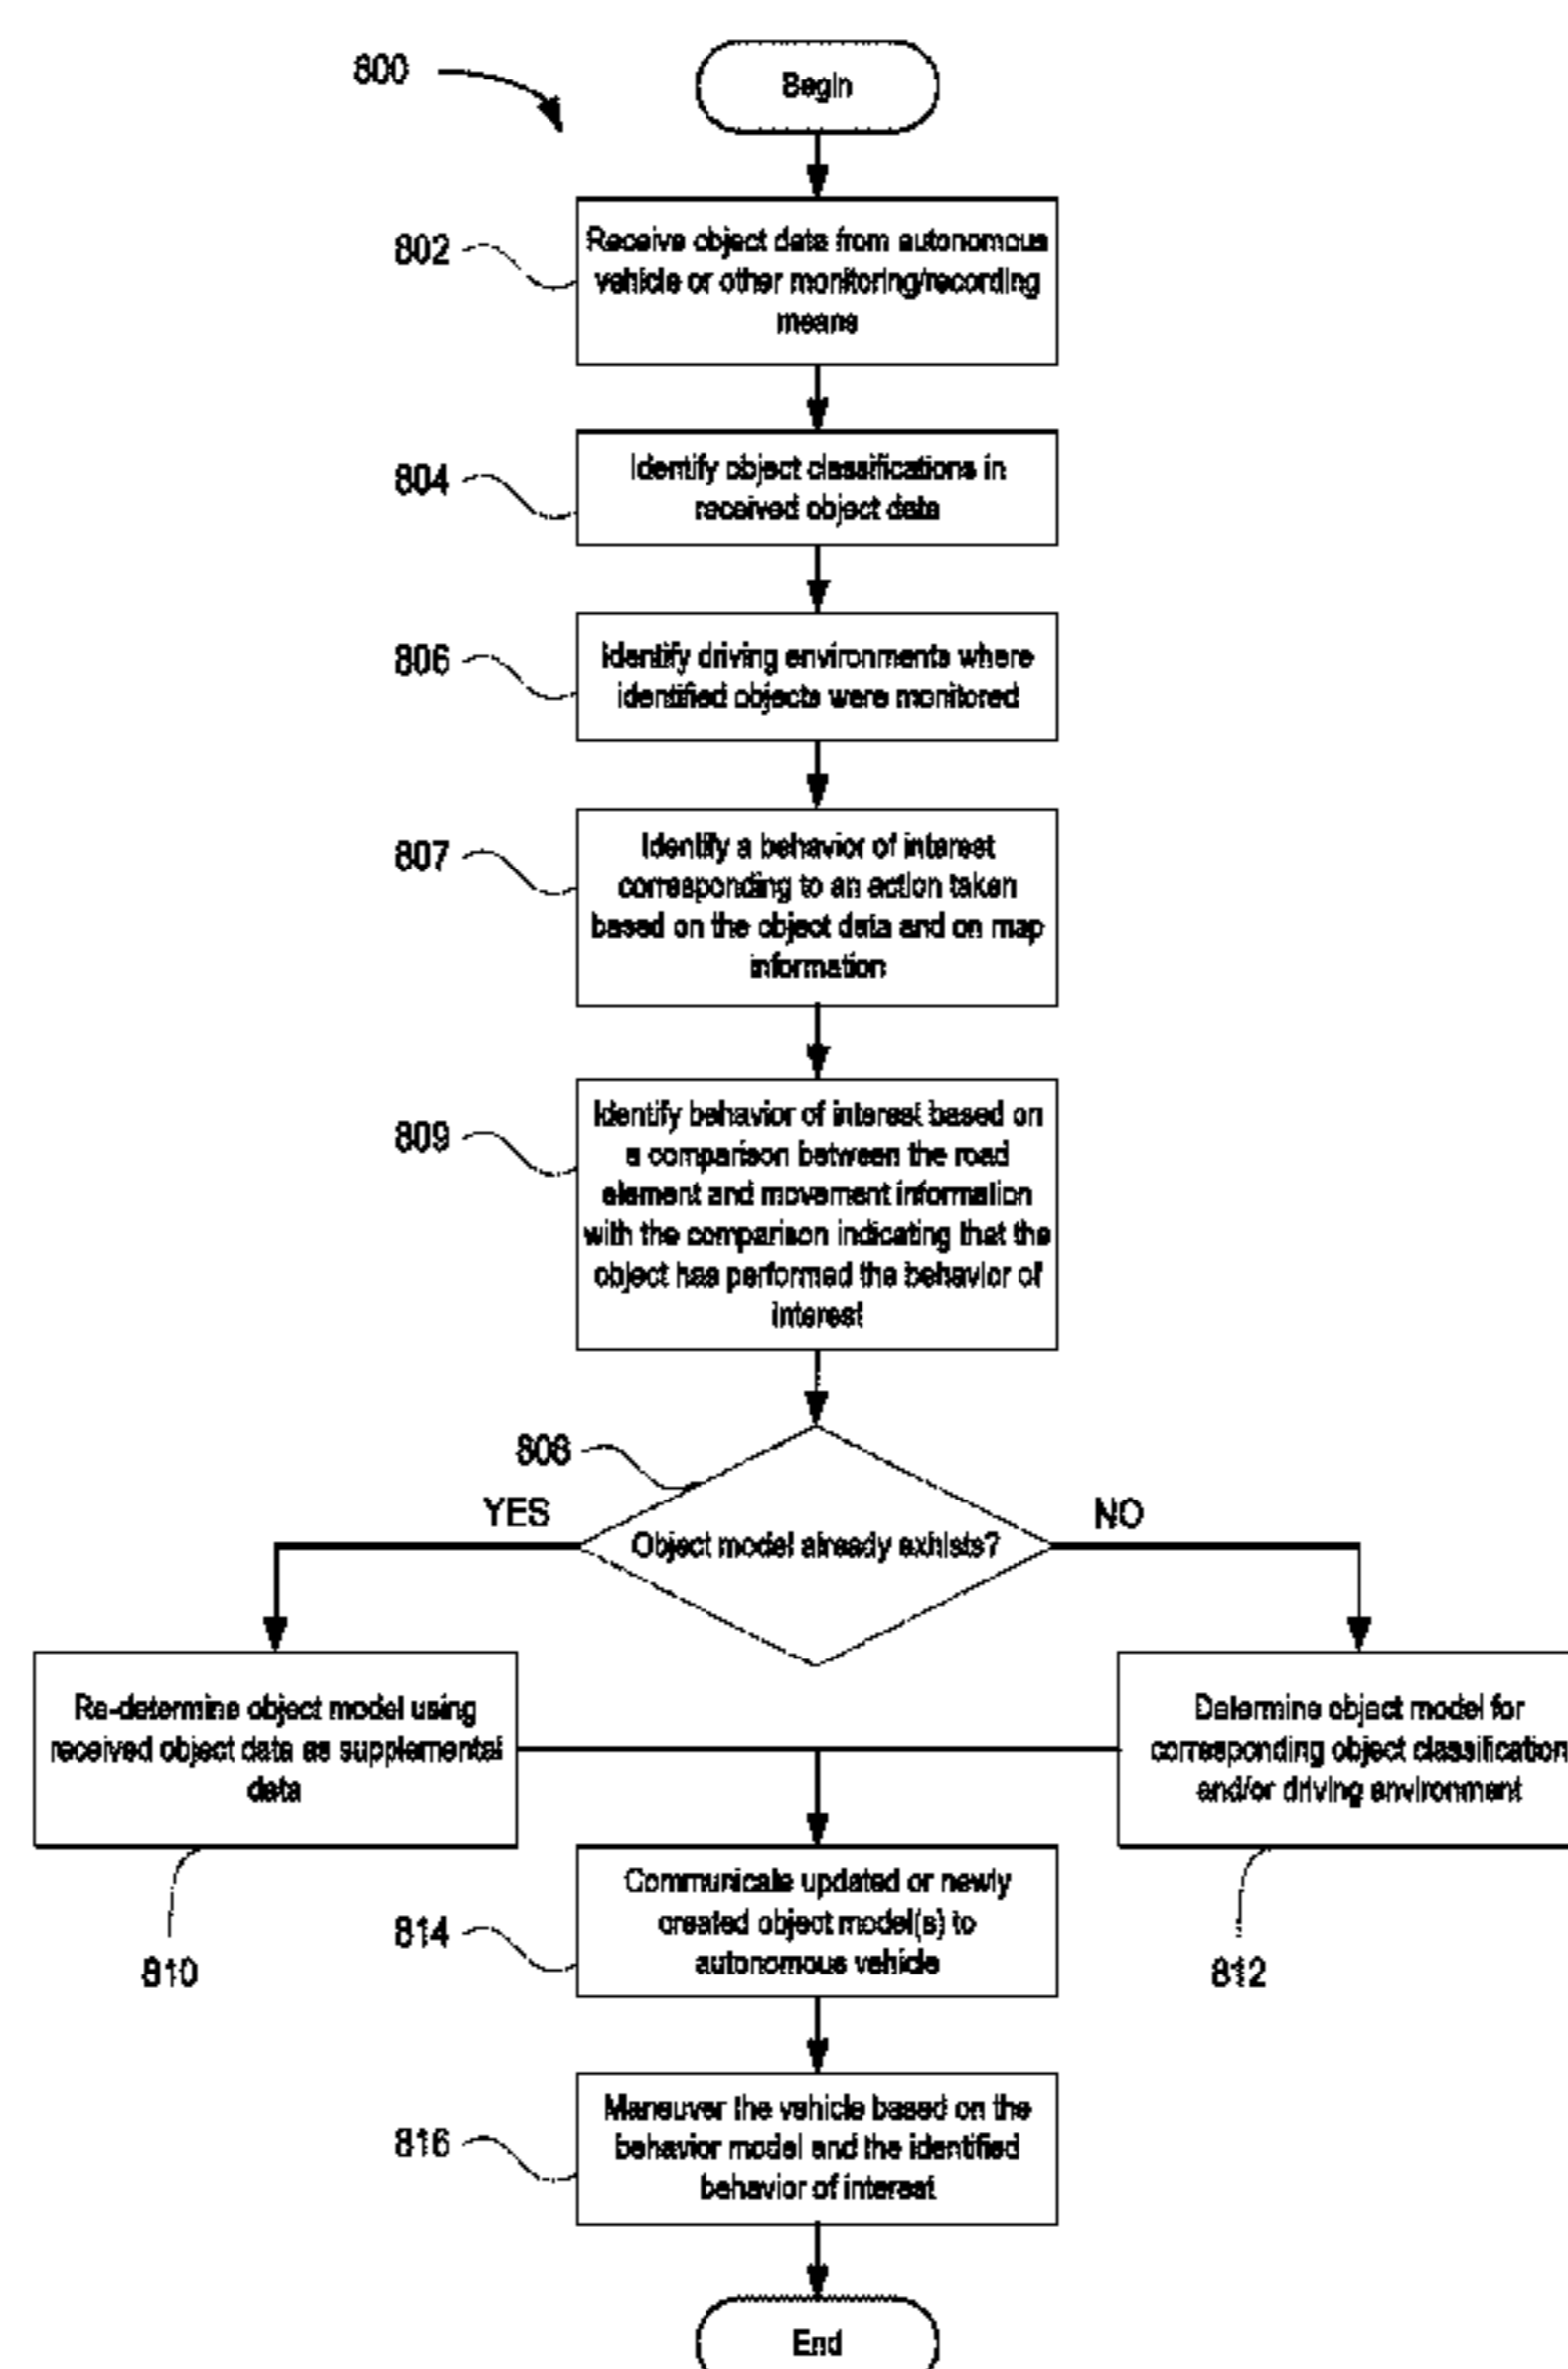 800
Begin
802
Receive object data from autonomous
vehicle or other monitoring/recording
means
804
Identify object classifications in
received object data
806
Identify driving environments where
identified objects were monitored
807
Identify a behavior of interest
corresponding to an action taken
based on the object data and on map
information
809
Identify behavior of interest based on
a comparison between the road
element and movement information
with the comparison indicating that the
object has performed the behavior of
interest
808
YES
NO
Object model already exhists?
Re-determine object model using
received object data as supplemental
data
Determine object model for
corresponding object classification
and/or driving environment
810
812
814
Communicate updated or newly
created object model(s) to
autonomous vehicle
816
Maneuver the vehicle based on the
behavior model and the identified
behavior of interest
End